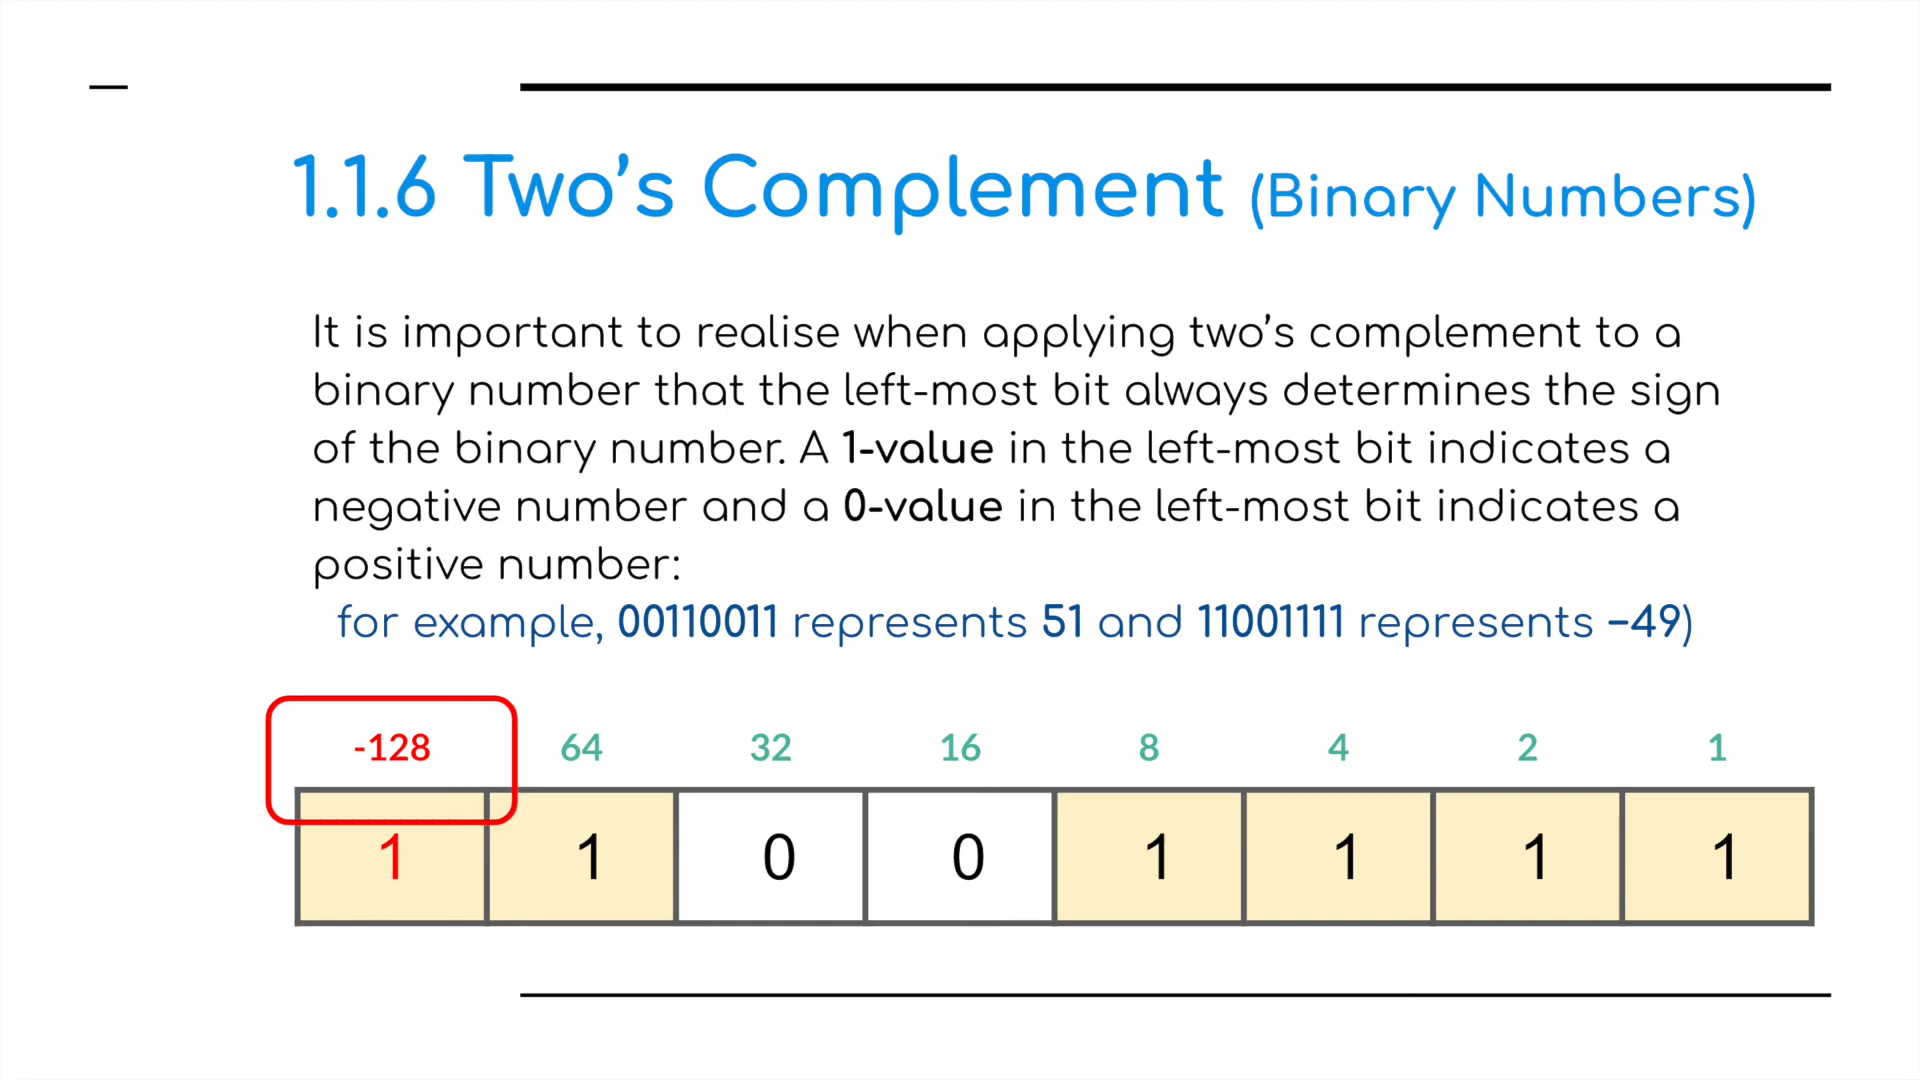 1.1.6 Two’s Complement (Binary Numbers)
It is important to realise when applying two’s complement to a
binary number that the left-most bit always determines the sign
of the binary number. A 1-value in the left-most bit indicates a
negative number and a 0-value in the left-most bit indicates a
positive number:
for example, 00110011 represents 51 and 11001111 represents –49)
-128 64 32 16 8 4 2 1
1 1 0 0 1 1 1 1